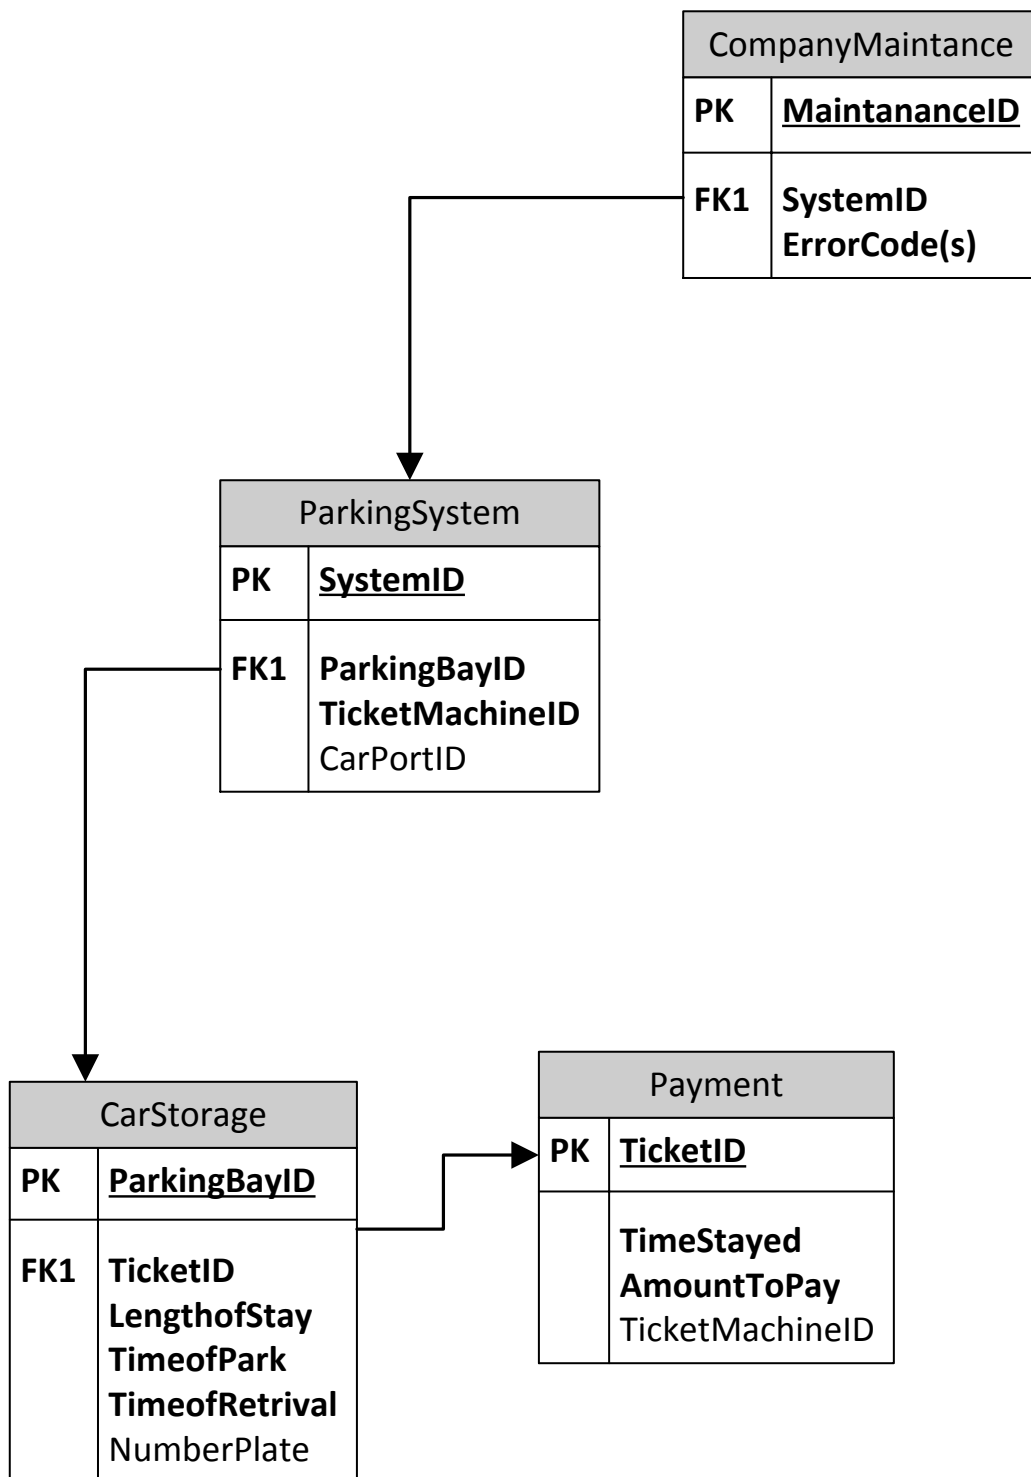 CompanyMaintance
PK MaintananceID
FK1 SystemID
ErrorCode(s)
ParkingSystem
PK SystemID
FK1 ParkingBayID
TicketMachineID
CarPortID
CarStorage
PK ParkingBayID
FK1 TicketID
LengthofStay
TimeofPark
TimeofRetrival
NumberPlate
Payment
PK TicketID
TimeStayed
AmountToPay
TicketMachineID